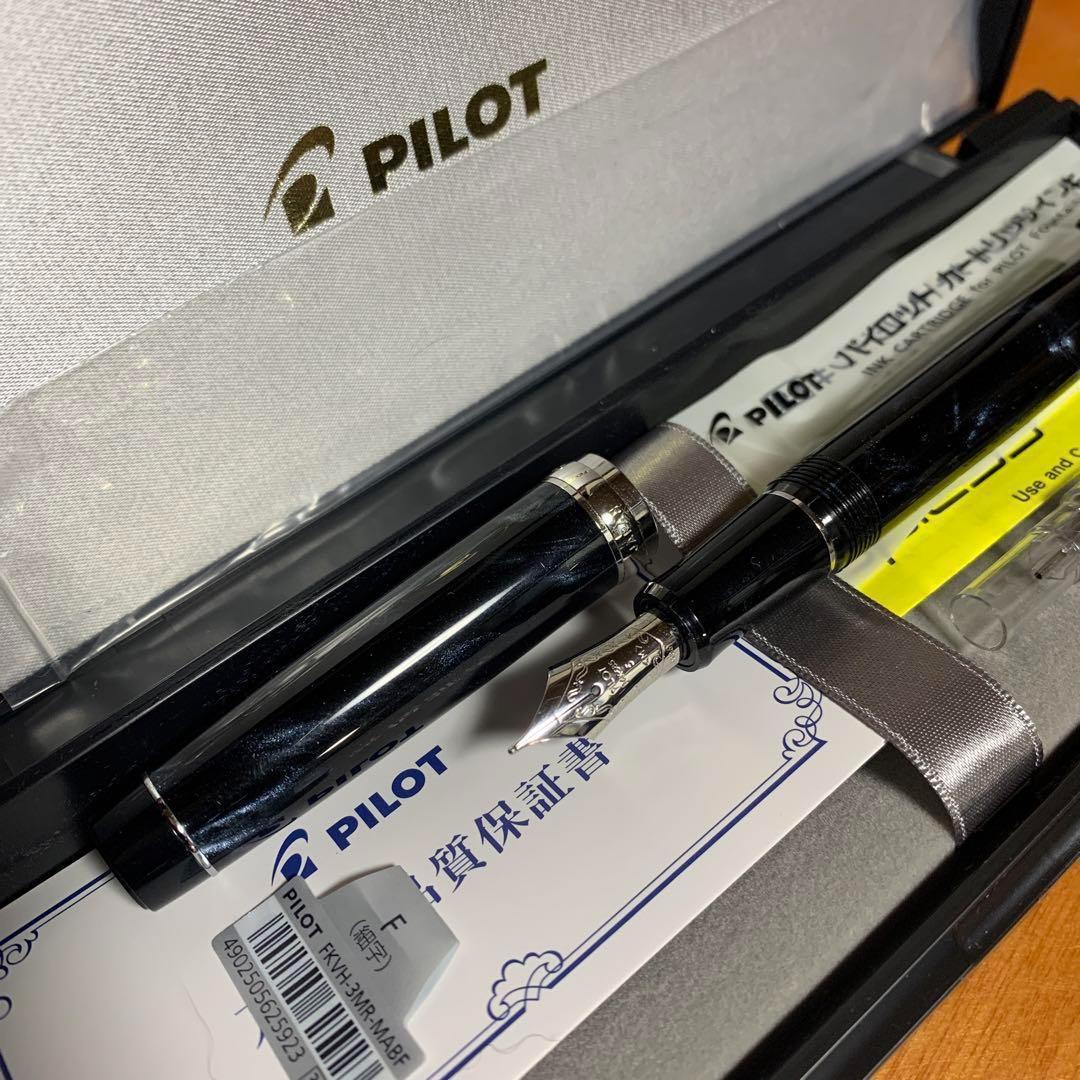 PILOT
パイロット カートリッジインキ
INK CARTRIDGE for PILOT
PILOT
Use and
PILOT
品質保証書
F
(細字)
PILOT FKVH-3MR-MABF
4902505625923